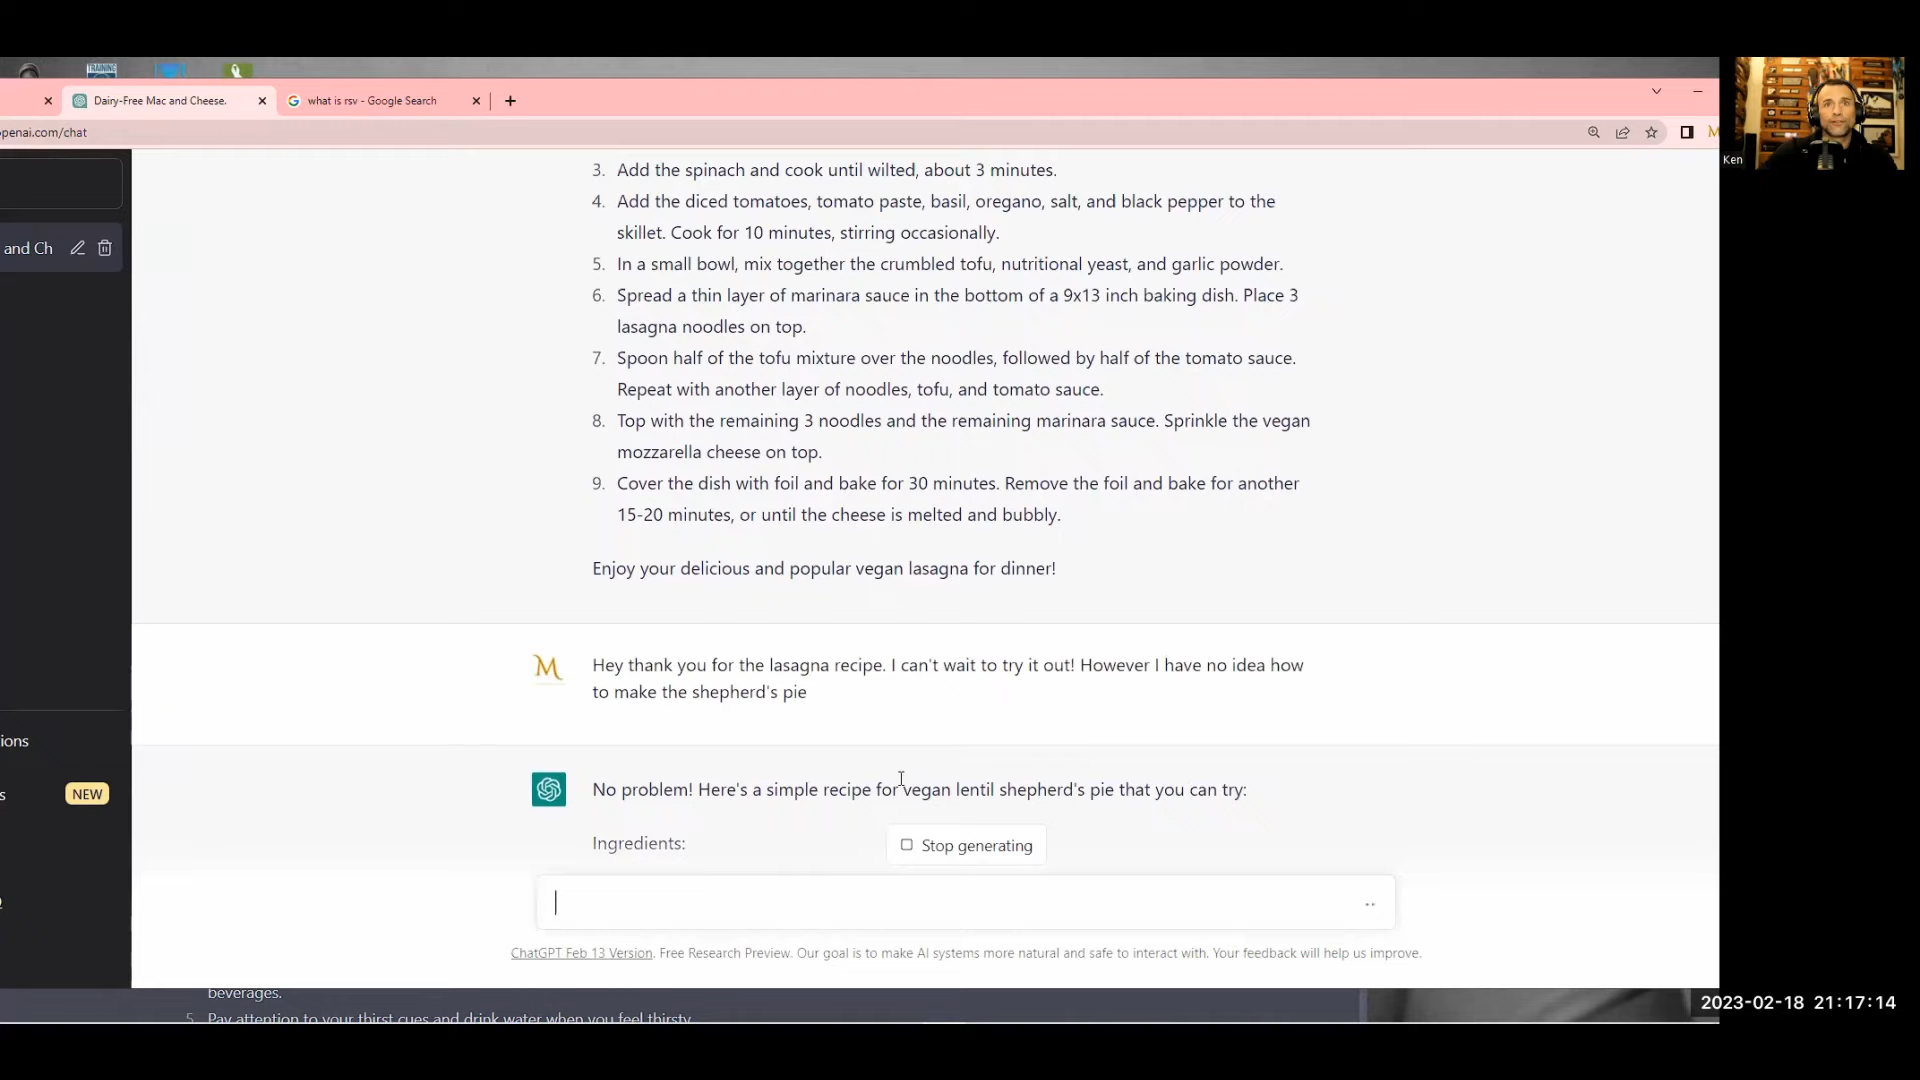 TRAINING
Dairy-Free Mac and Cheese.
what is rsv - Google Search
penai.com/chat
Ken
and Ch
3. Add the spinach and cook until wilted, about 3 minutes.
4. Add the diced tomatoes, tomato paste, basil, oregano, salt, and black pepper to the
skillet. Cook for 10 minutes, stirring occasionally.
5. In a small bowl, mix together the crumbled tofu, nutritional yeast, and garlic powder.
6. Spread a thin layer of marinara sauce in the bottom of a 9x13 inch baking dish. Place 3
lasagna noodles on top.
7. Spoon half of the tofu mixture over the noodles, followed by half of the tomato sauce.
Repeat with another layer of noodles, tofu, and tomato sauce.
8. Top with the remaining 3 noodles and the remaining marinara sauce. Sprinkle the vegan
mozzarella cheese on top.
9. Cover the dish with foil and bake for 30 minutes. Remove the foil and bake for another
15-20 minutes, or until the cheese is melted and bubbly.
Enjoy your delicious and popular vegan lasagna for dinner!
M
Hey thank you for the lasagna recipe. I can't wait to try it out! However I have no idea how
to make the shepherd's pie
ions
s
NEW
No problem! Here's a simple recipe for vegan lentil shepherd's pie that you can try:
Ingredients:
Stop generating
ChatGPT Feb 13 Version. Free Research Preview. Our goal is to make AI systems more natural and safe to interact with. Your feedback will help us improve.
beverages.
5. Pay attention to your thirst cues and drink water when you feel thirsty
2023-02-18 21:17:14